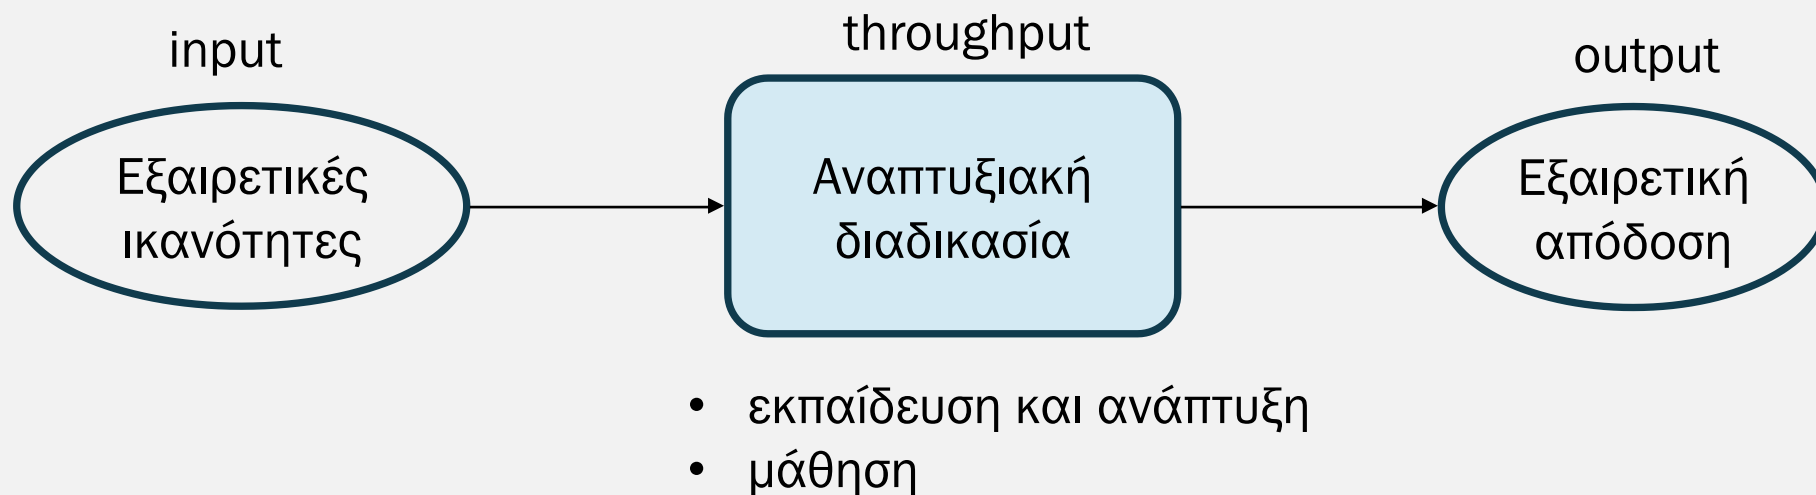 input
throughput
output
Εξαιρετικές
ικανότητες
Αναπτυξιακή
διαδικασία
Εξαιρετική
απόδοση
• εκπαίδευση και ανάπτυξη
• μάθηση